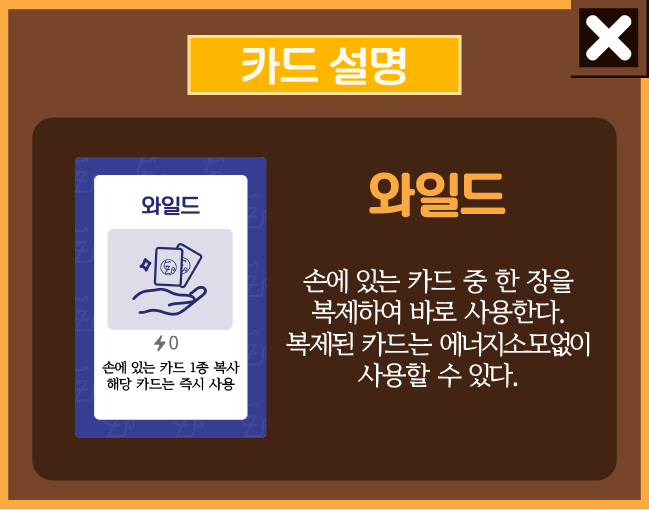 카드 설명
와일드
⚡0
손에 있는 카드 1종 복사
해당 카드는 즉시 사용
와일드
손에 있는 카드 중 한 장을
복제하여 바로 사용한다.
복제된 카드는 에너지소모없이
사용할 수 있다.